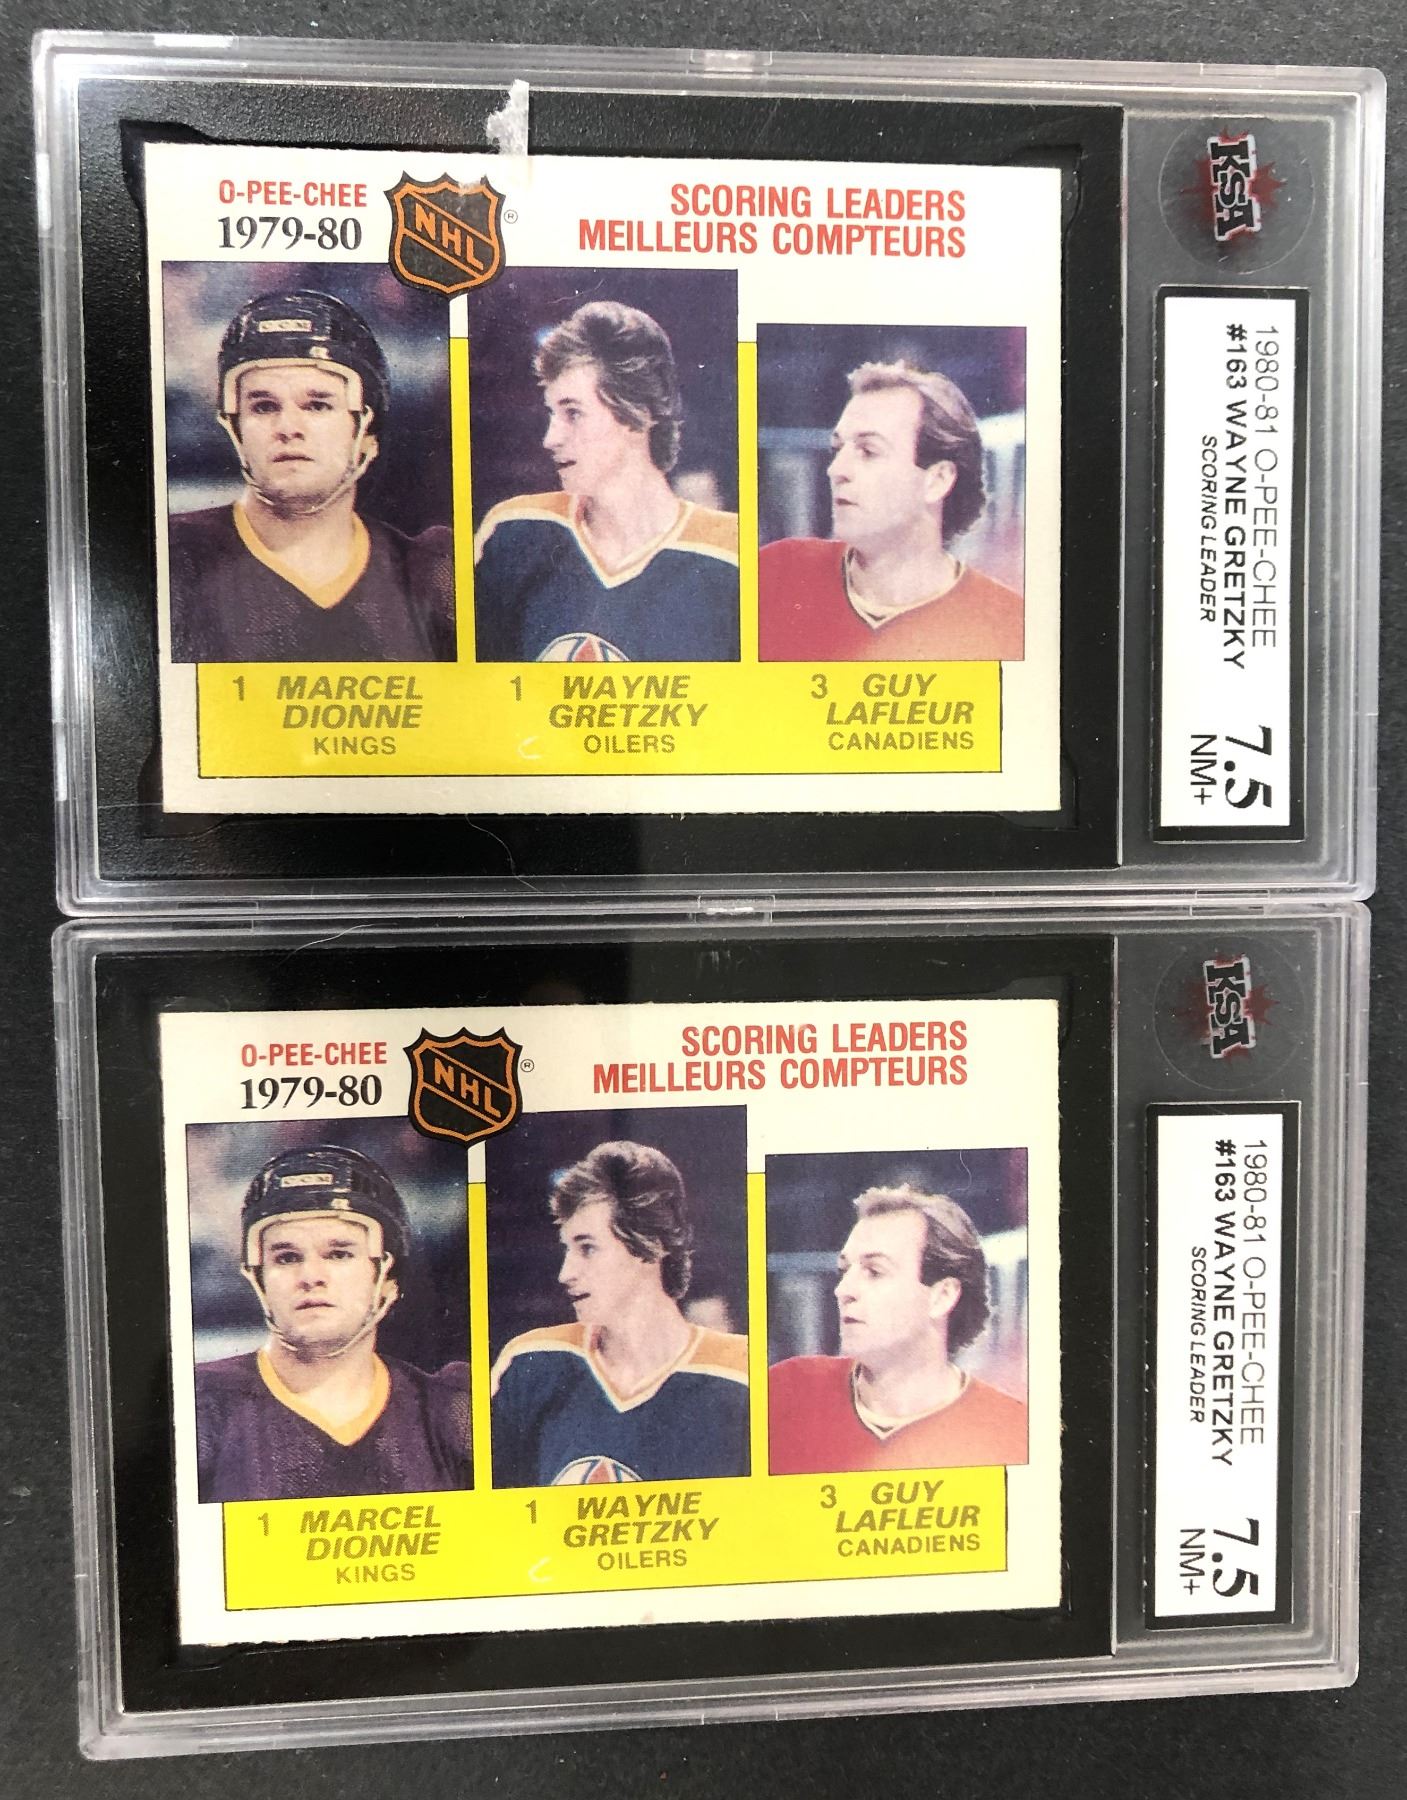 O-PEE-CHEE
1979-80
NHL
®
SCORING LEADERS
MEILLEURS COMPTEURS
CCM
1 MARCEL
DIONNE
KINGS
1 WAYNE
GRETZKY
OILERS
3 GUY
LAFLEUR
CANADIENS
KSA
1980-81 O-PEE-CHEE
#163 WAYNE GRETZKY
SCORING LEADER
7.5
NM+
O-PEE-CHEE
1979-80
NHL
®
SCORING LEADERS
MEILLEURS COMPTEURS
CCM
1 MARCEL
DIONNE
KINGS
1 WAYNE
GRETZKY
OILERS
3 GUY
LAFLEUR
CANADIENS
KSA
1980-81 O-PEE-CHEE
#163 WAYNE GRETZKY
SCORING LEADER
7.5
NM+